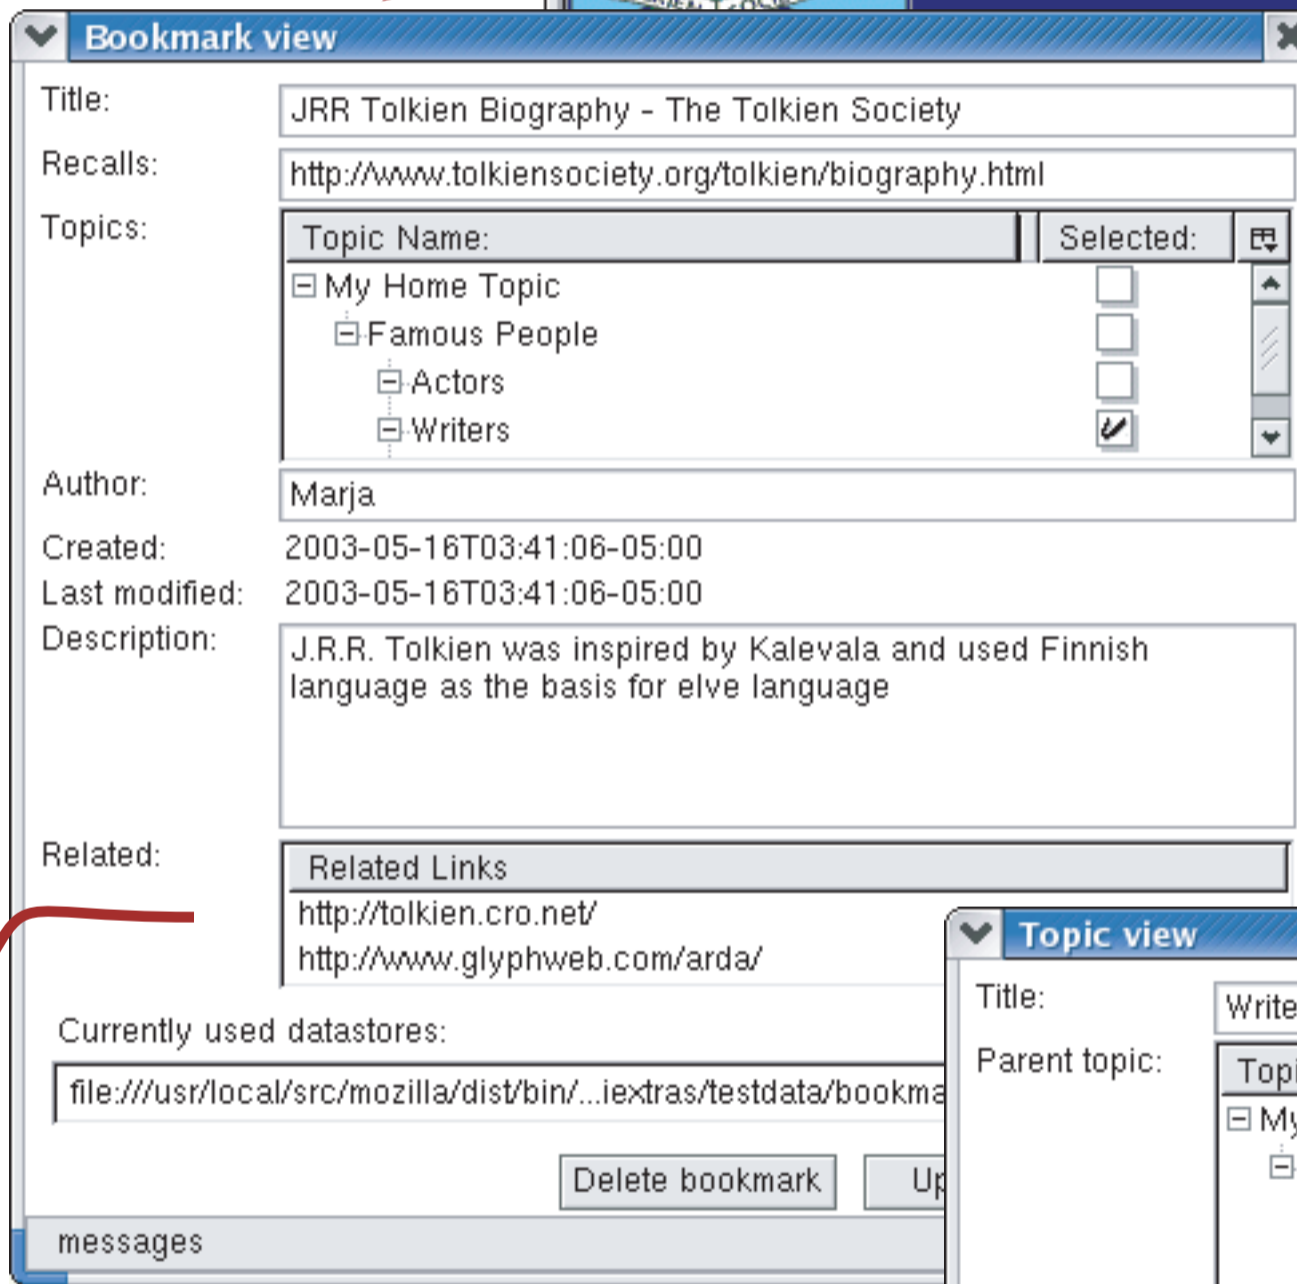 Bookmark view
Title:
JRR Tolkien Biography - The Tolkien Society
Recalls:
http://www.tolkiensociety.org/tolkien/biography.html
Topics:
Topic Name: Selected:
My Home Topic
Famous People
Actors
Writers
Author:
Marja
Created: 2003-05-16T03:41:06-05:00
Last modified: 2003-05-16T03:41:06-05:00
Description:
J.R.R. Tolkien was inspired by Kalevala and used Finnish
language as the basis for elve language
Related:
Related Links
http://tolkien.cro.net/
http://www.glyphweb.com/arda/
Currently used datastores:
file:///usr/local/src/mozilla/dist/bin/...iextras/testdata/bookma
Delete bookmark Up
messages
Topic view
Title: Write
Parent topic:
Topi
My